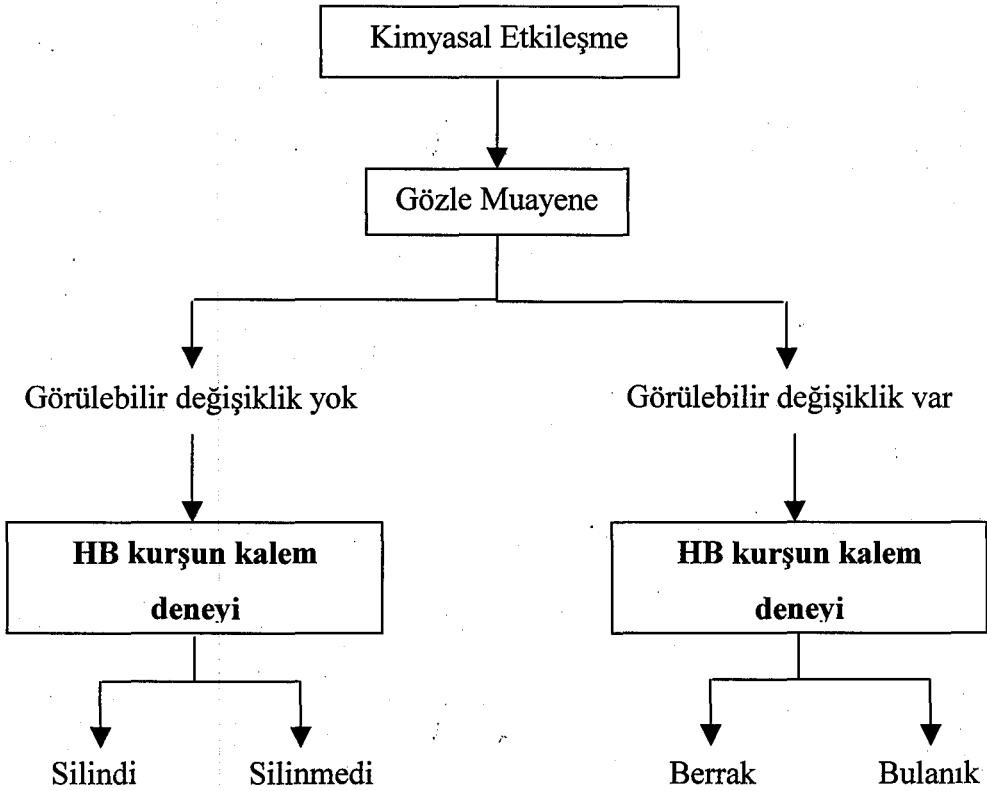 Kimyasal Etkileşme
Gözle Muayene
Görülebilir değişiklik yok
Görülebilir değişiklik var
HB kurşun kalem
deneyi
HB kurşun kalem
deneyi
Silindi
Silinmedi
Berrak
Bulanık